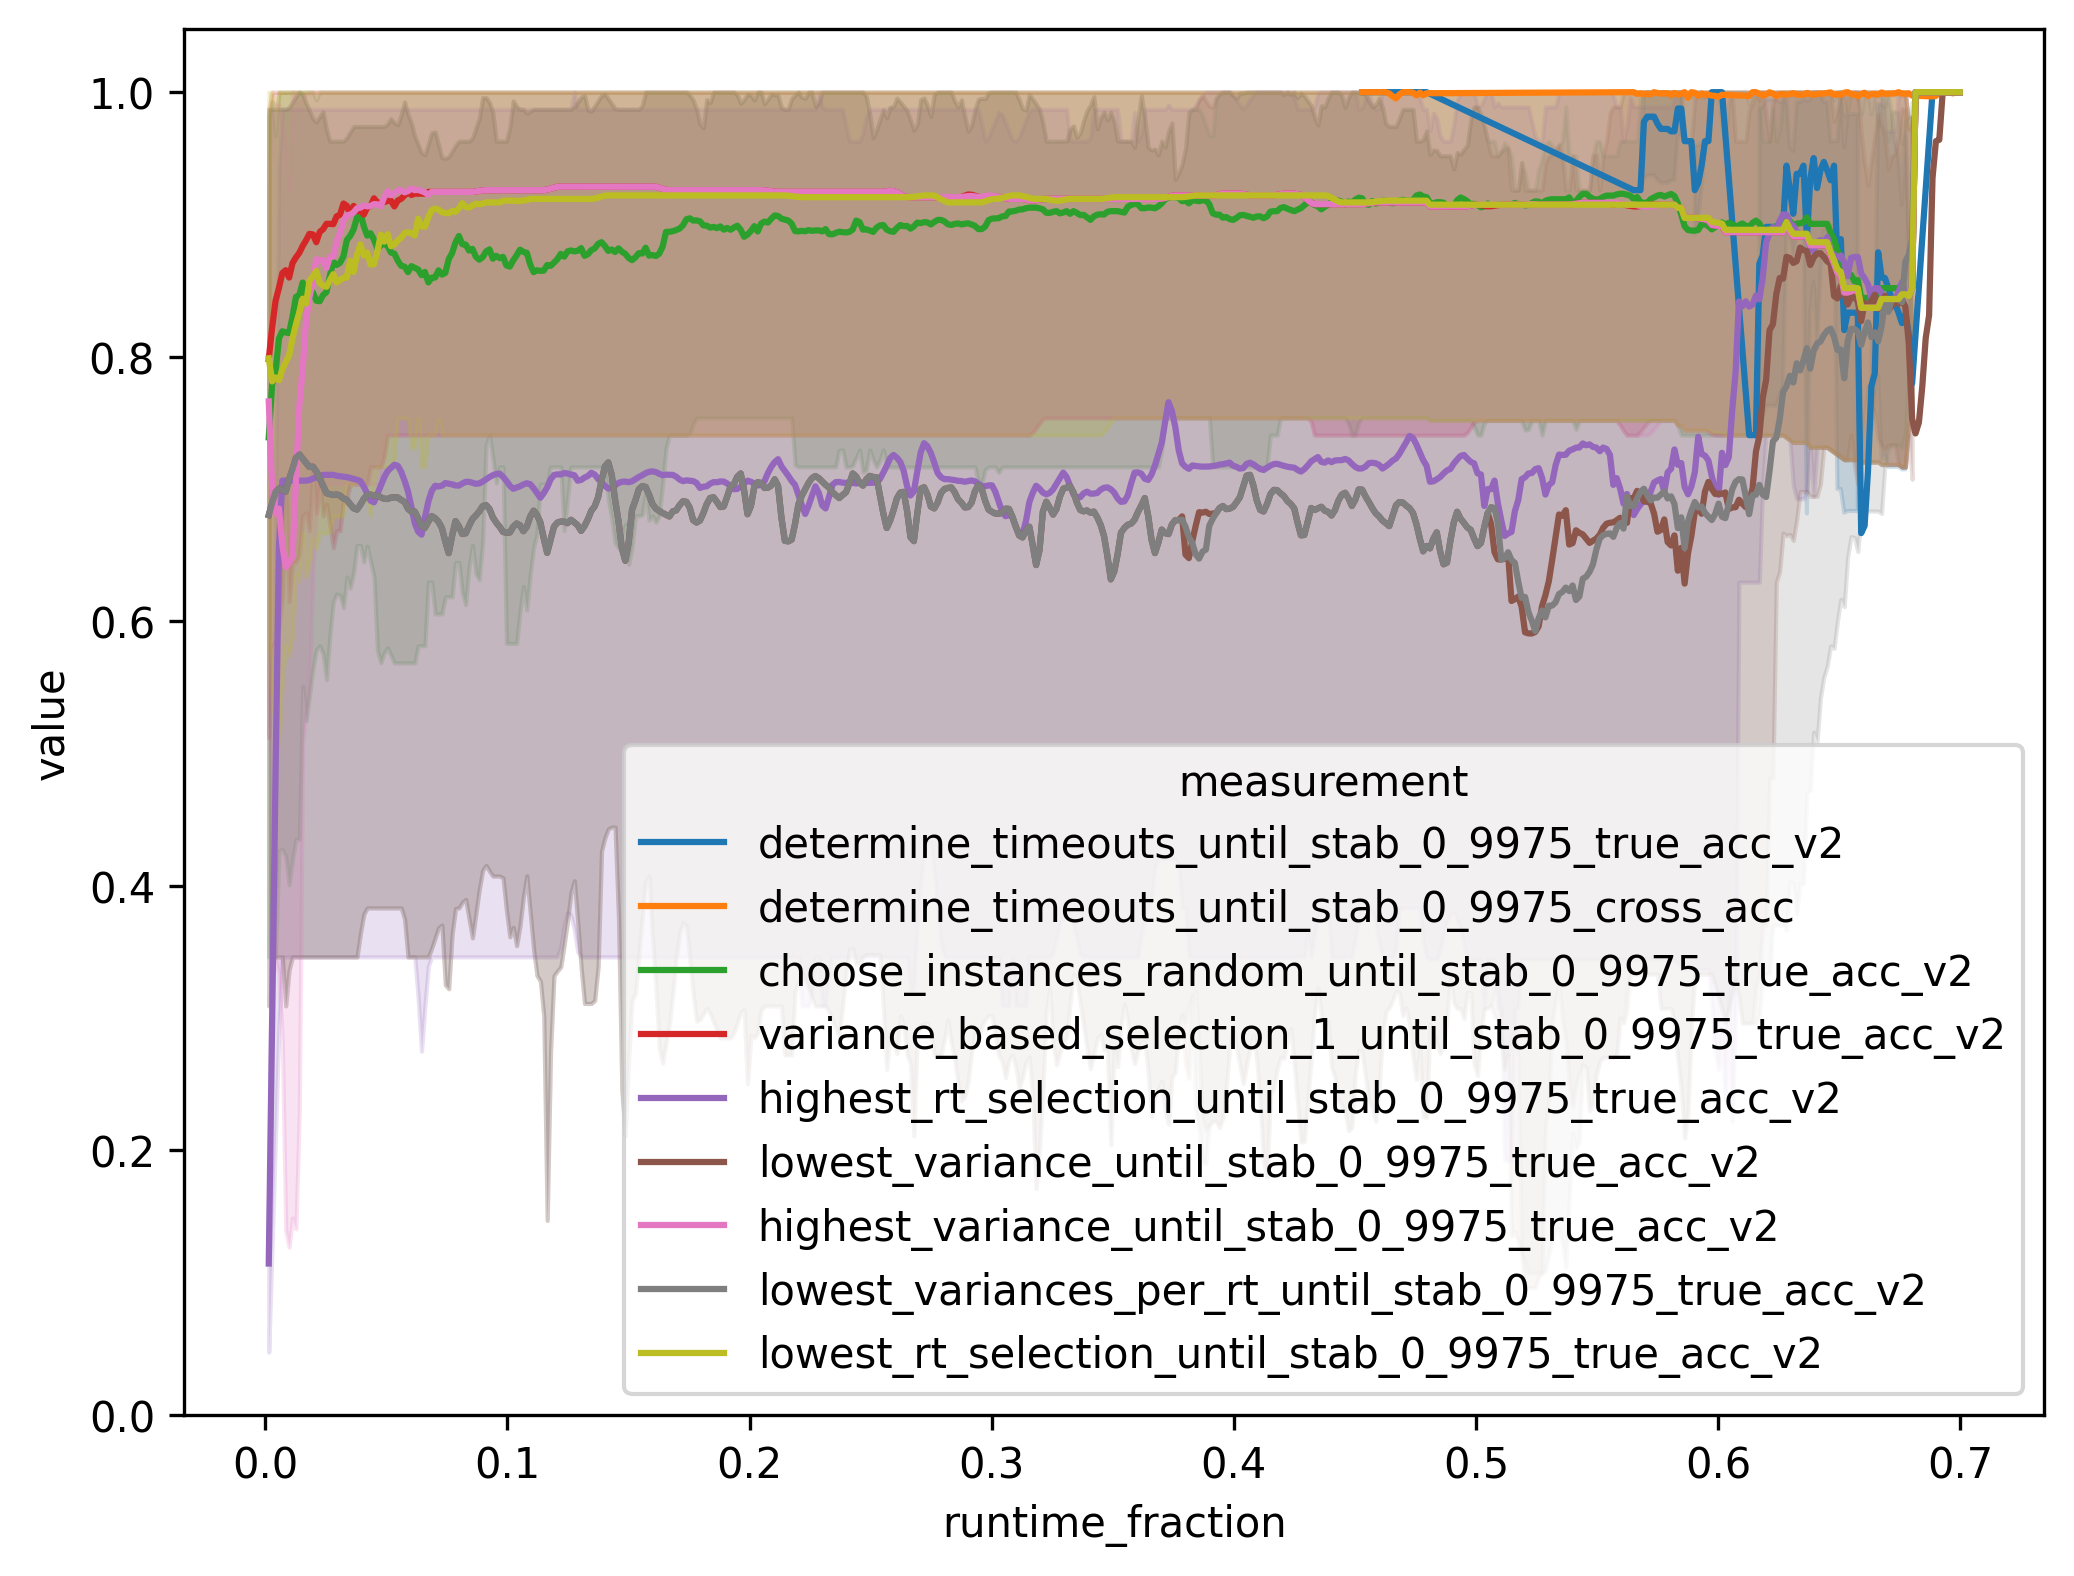 1.0
0.8
0.6
0.4
0.2
0.0
value
measurement
determine_timeouts_until_stab_0_9975_true_acc_v2
determine_timeouts_until_stab_0_9975_cross_acc
choose_instances_random_until_stab_0_9975_true_acc_v2
variance_based_selection_1_until_stab_0_9975_true_acc_v2
highest_rt_selection_until_stab_0_9975_true_acc_v2
lowest_variance_until_stab_0_9975_true_acc_v2
highest_variance_until_stab_0_9975_true_acc_v2
lowest_variances_per_rt_until_stab_0_9975_true_acc_v2
lowest_rt_selection_until_stab_0_9975_true_acc_v2
0.0 0.1 0.2 0.3 0.4 0.5 0.6 0.7
runtime_fraction